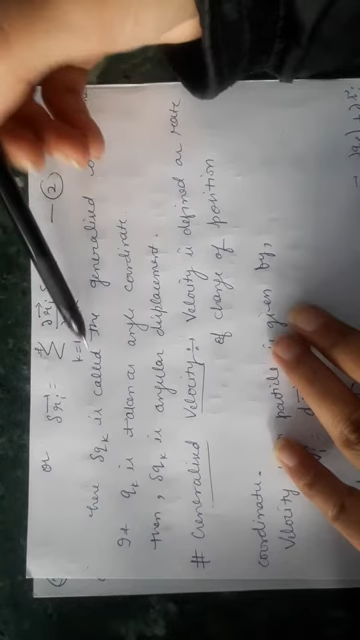 or δr⃗ᵢ = Σ ∂r⃗ᵢ — (2)
k=1
here δqₖ is called the generalised
If qₖ is taken as angle coordinate
then, δqₖ is angular displacement.
# Generalised Velocity: Velocity is defined as rate
of change of position
coordinate.
Velocity particle is given by,